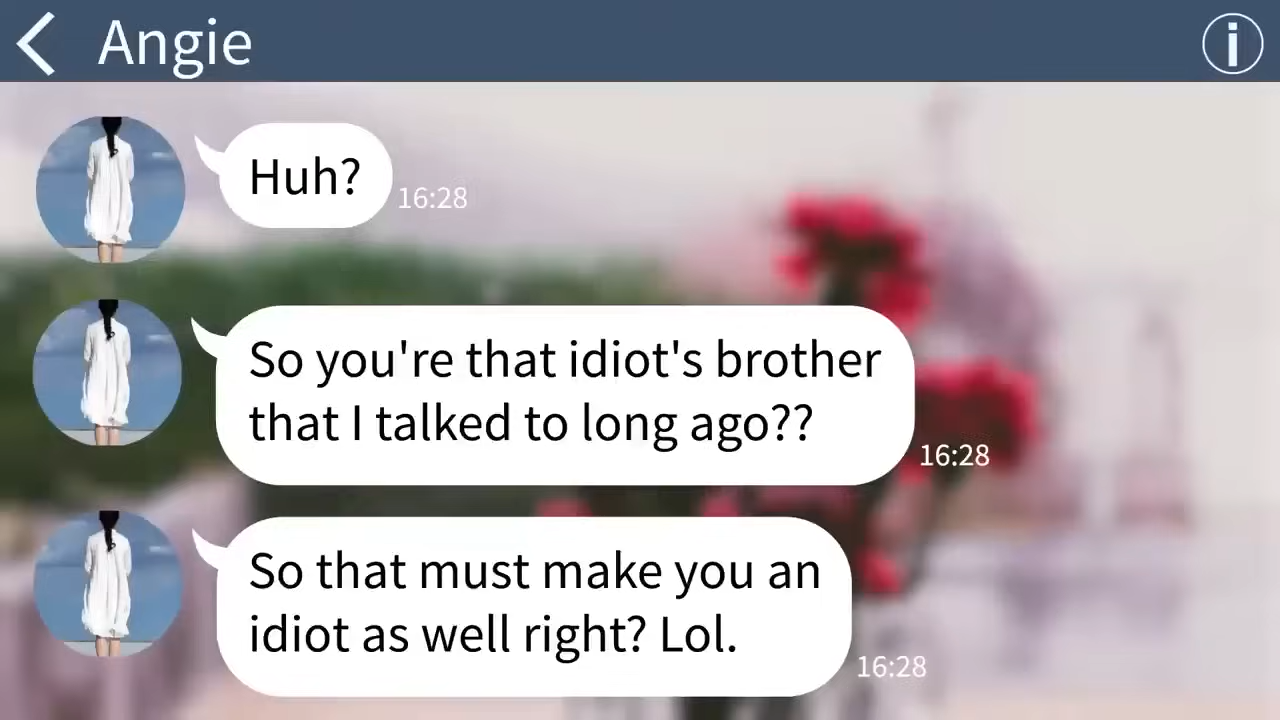 Angie
Huh?
16:28
So you're that idiot's brother
that I talked to long ago??
16:28
So that must make you an
idiot as well right? Lol.
16:28